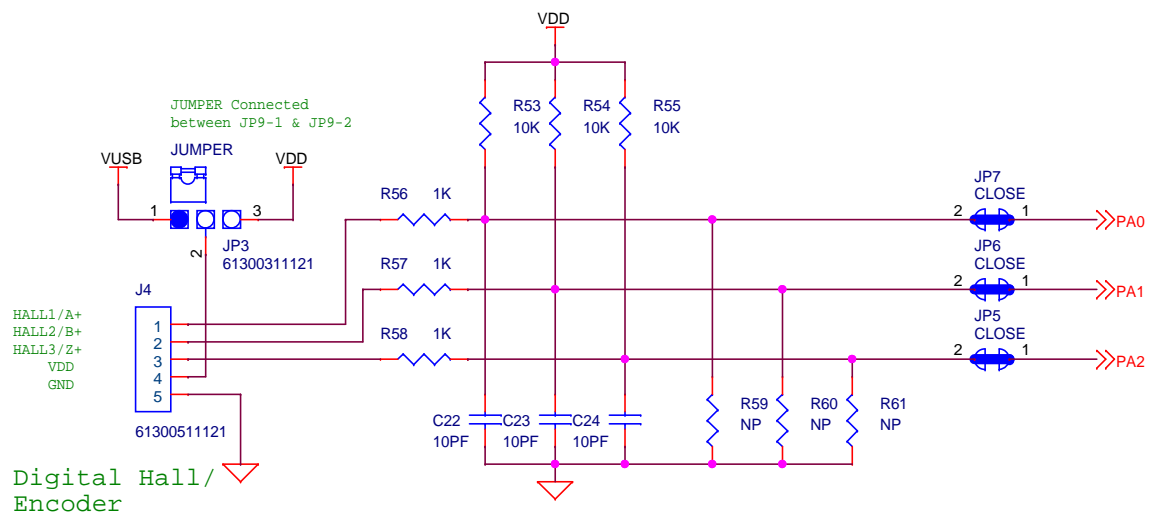 VDD
R53
10K
R54
10K
R55
10K
JUMPER Connected
between JP9-1 & JP9-2
JUMPER
VUSB
VDD
1
3
2
JP3
61300311121
R56 1K
R57 1K
R58 1K
JP7
CLOSE
2 1
PA0
JP6
CLOSE
2 1
PA1
JP5
CLOSE
2 1
PA2
J4
HALL1/A+
HALL2/B+
HALL3/Z+
VDD
GND
1
2
3
4
5
61300511121
C22
10PF
C23
10PF
C24
10PF
R59
NP
R60
NP
R61
NP
Digital Hall/
Encoder